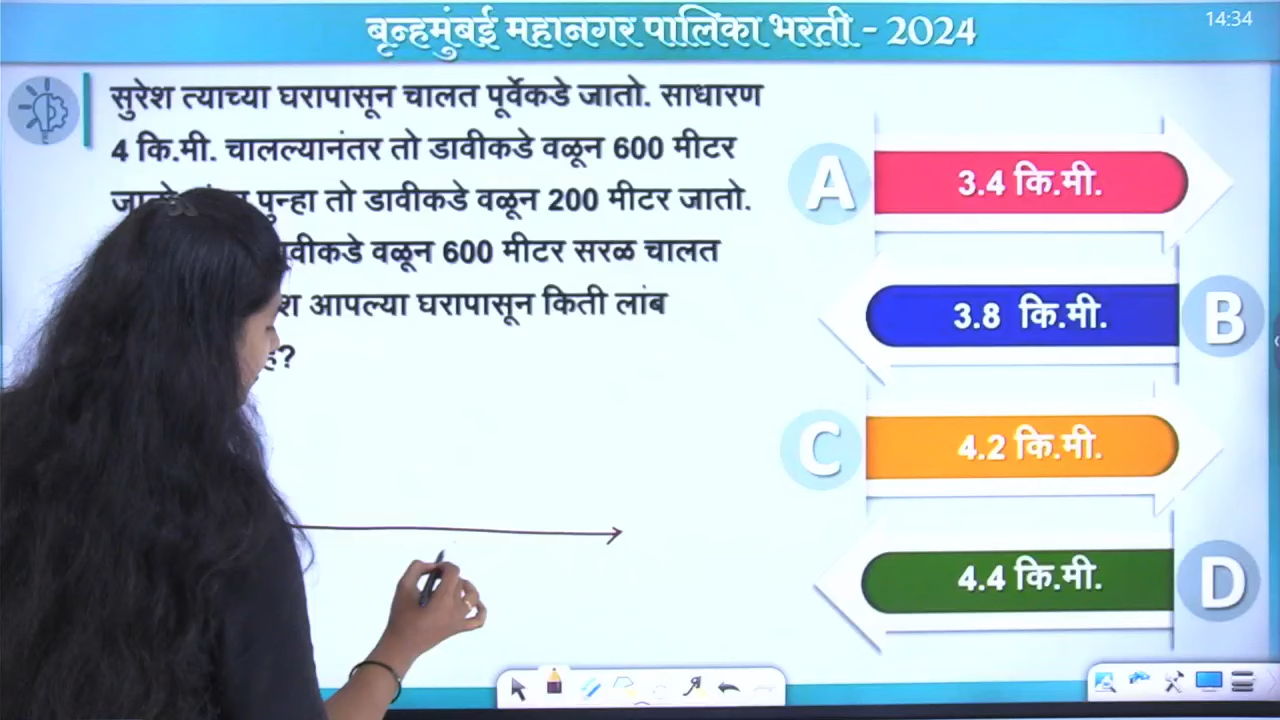 बृन्हमुंबई महानगर पालिका भरती - 2024
14:34
सुरेश त्याच्या घरापासून चालत पूर्वेकडे जातो. साधारण
4 कि.मी. चालल्यानंतर तो डावीकडे वळून 600 मीटर
पुन्हा तो डावीकडे वळून 200 मीटर जातो.
वळून 600 मीटर सरळ चालत
आपल्या घरापासून किती लांब
A 3.4 कि.मी.
3.8 कि.मी. B
C 4.2 कि.मी.
4.4 कि.मी. D